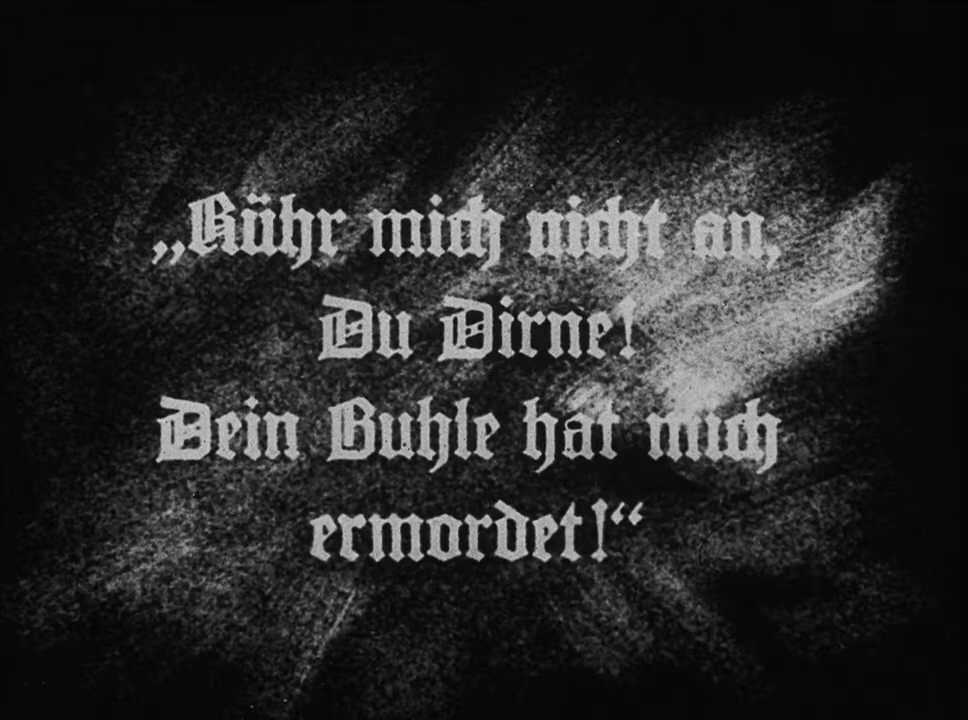 „Rühr mich nicht an,
Du Dirne!
Dein Buhle hat mich
ermordet!“